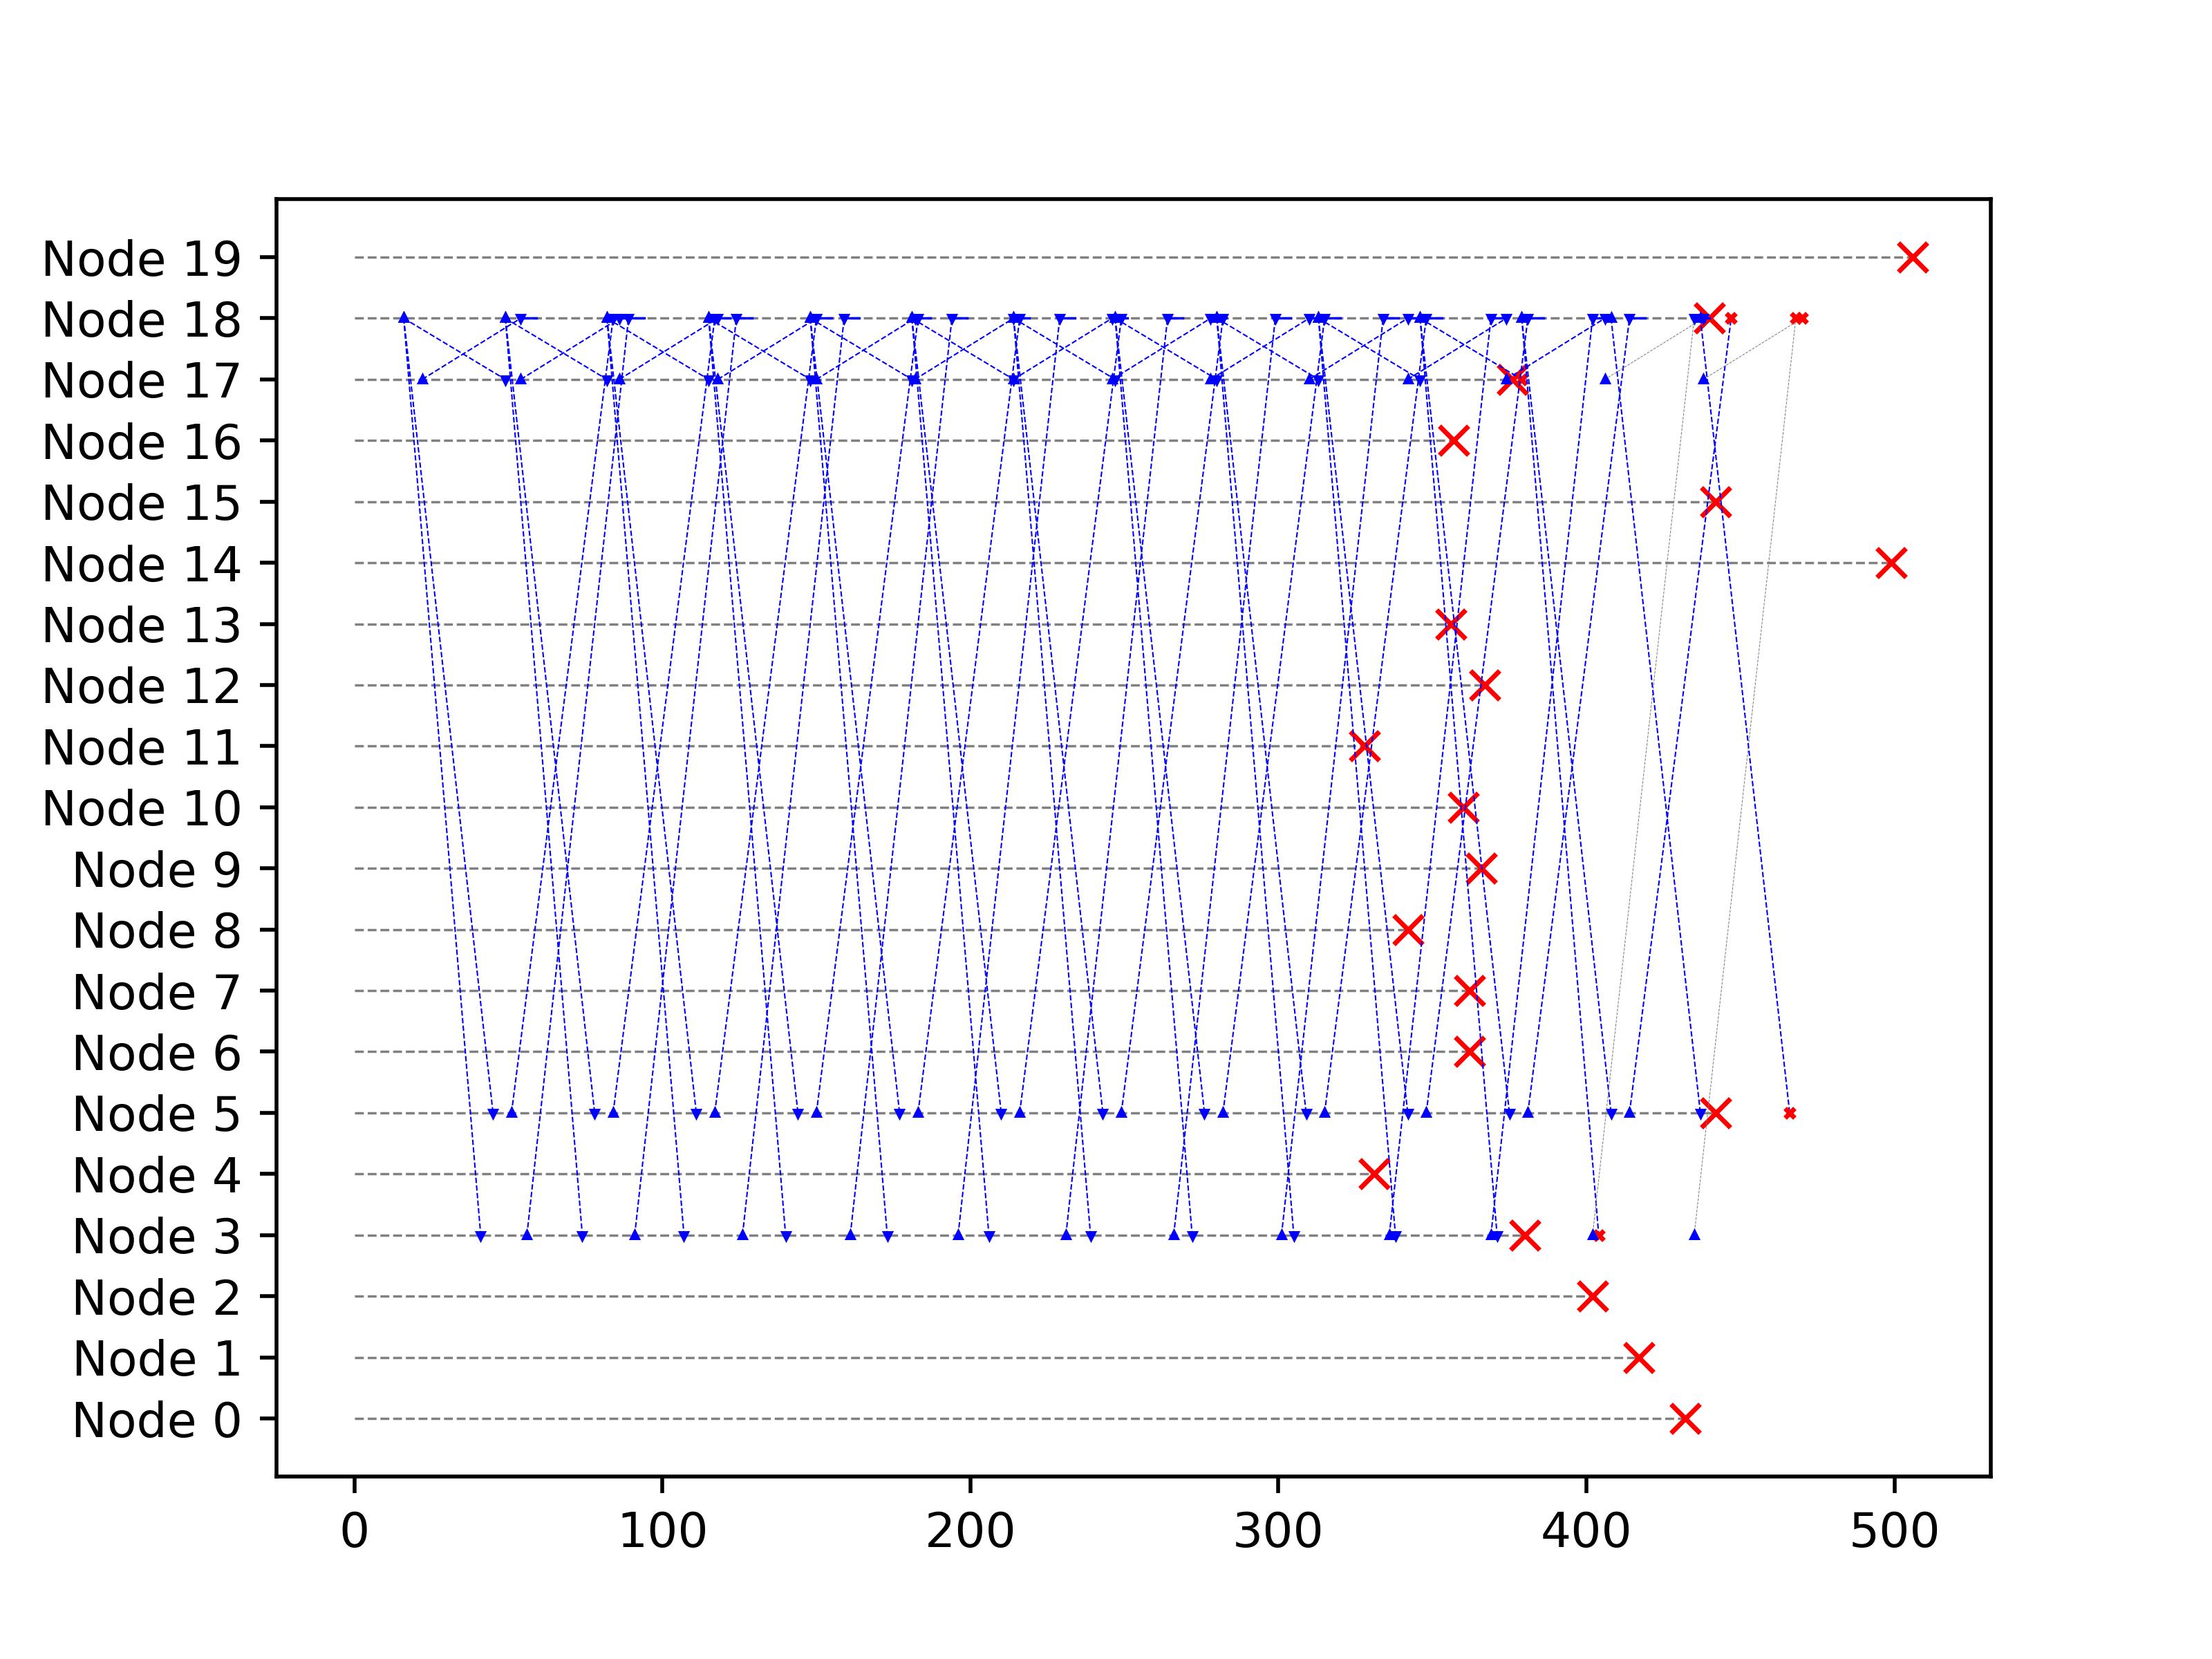 Node 19
Node 18
Node 17
Node 16
Node 15
Node 14
Node 13
Node 12
Node 11
Node 10
Node 9
Node 8
Node 7
Node 6
Node 5
Node 4
Node 3
Node 2
Node 1
Node 0
0 100 200 300 400 500